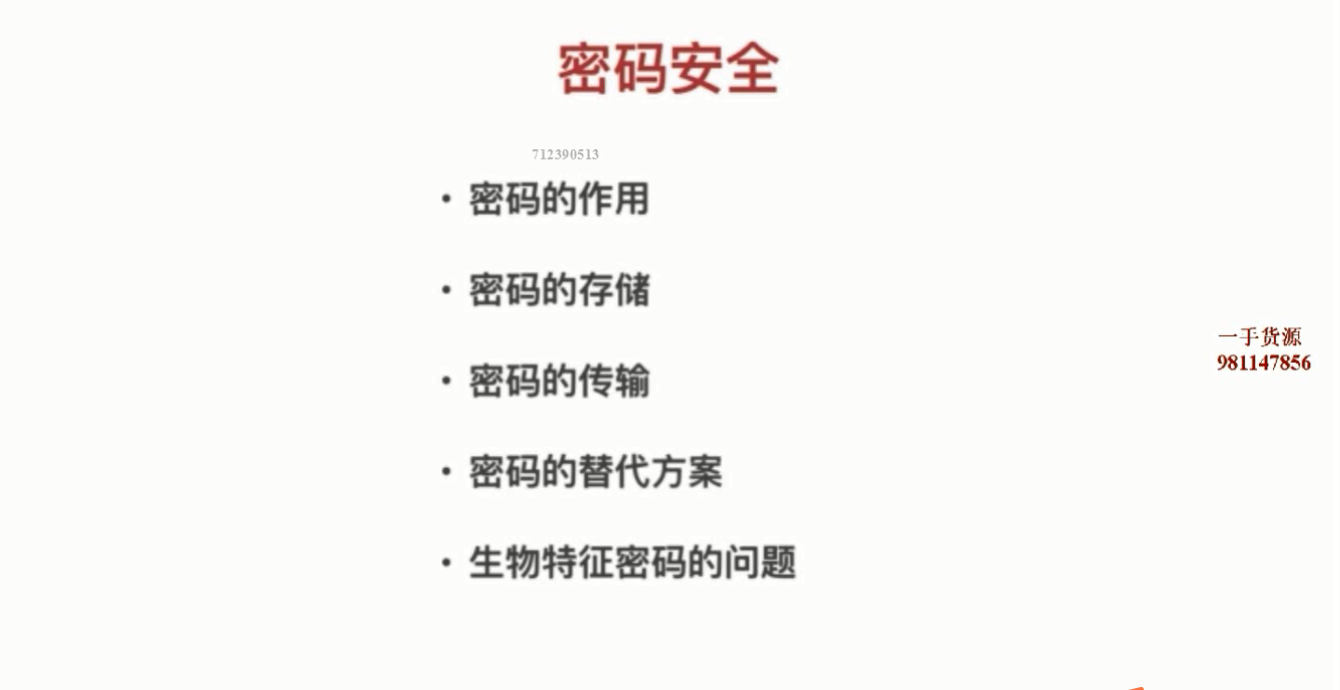 密码安全
712390513
• 密码的作用
• 密码的存储
• 密码的传输
• 密码的替代方案
• 生物特征密码的问题
一手货源
981147856